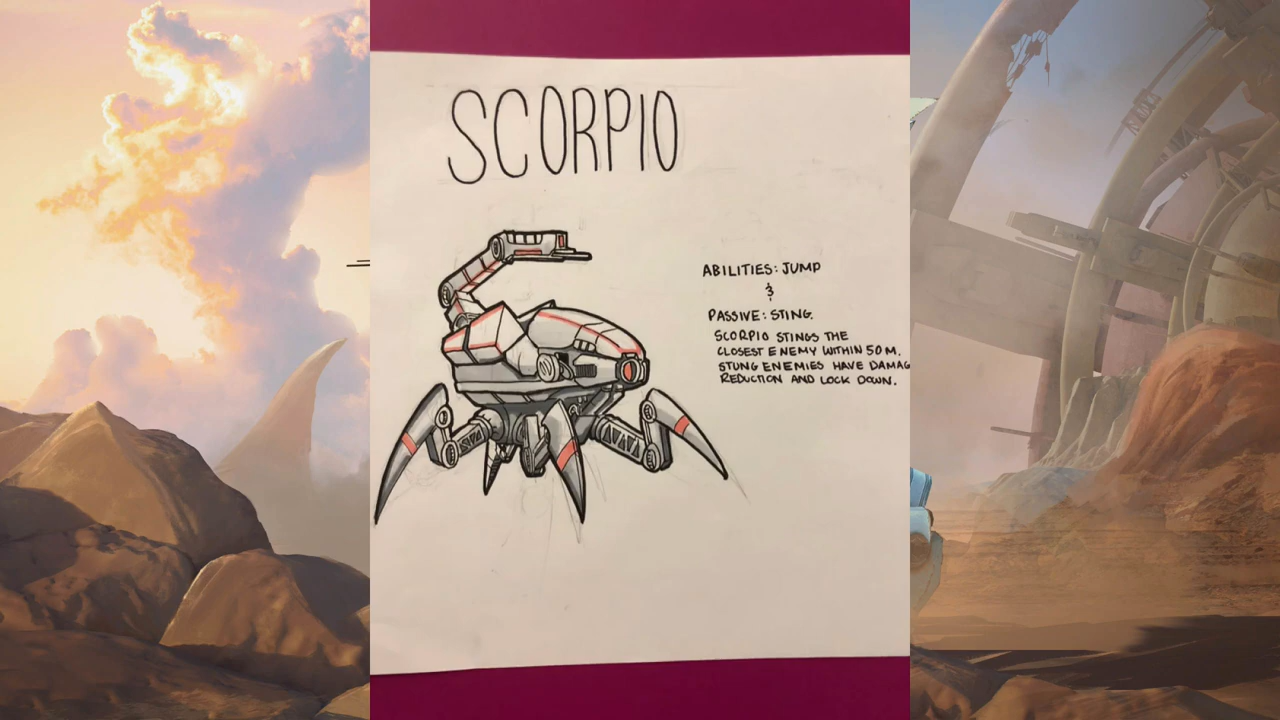 SCORPIO
ABILITIES: JUMP
&
PASSIVE: STING.
SCORPIO STINGS THE
CLOSEST ENEMY WITHIN 50 M.
STUNG ENEMIES HAVE DAMAG
REDUCTION AND LOCK DOWN.